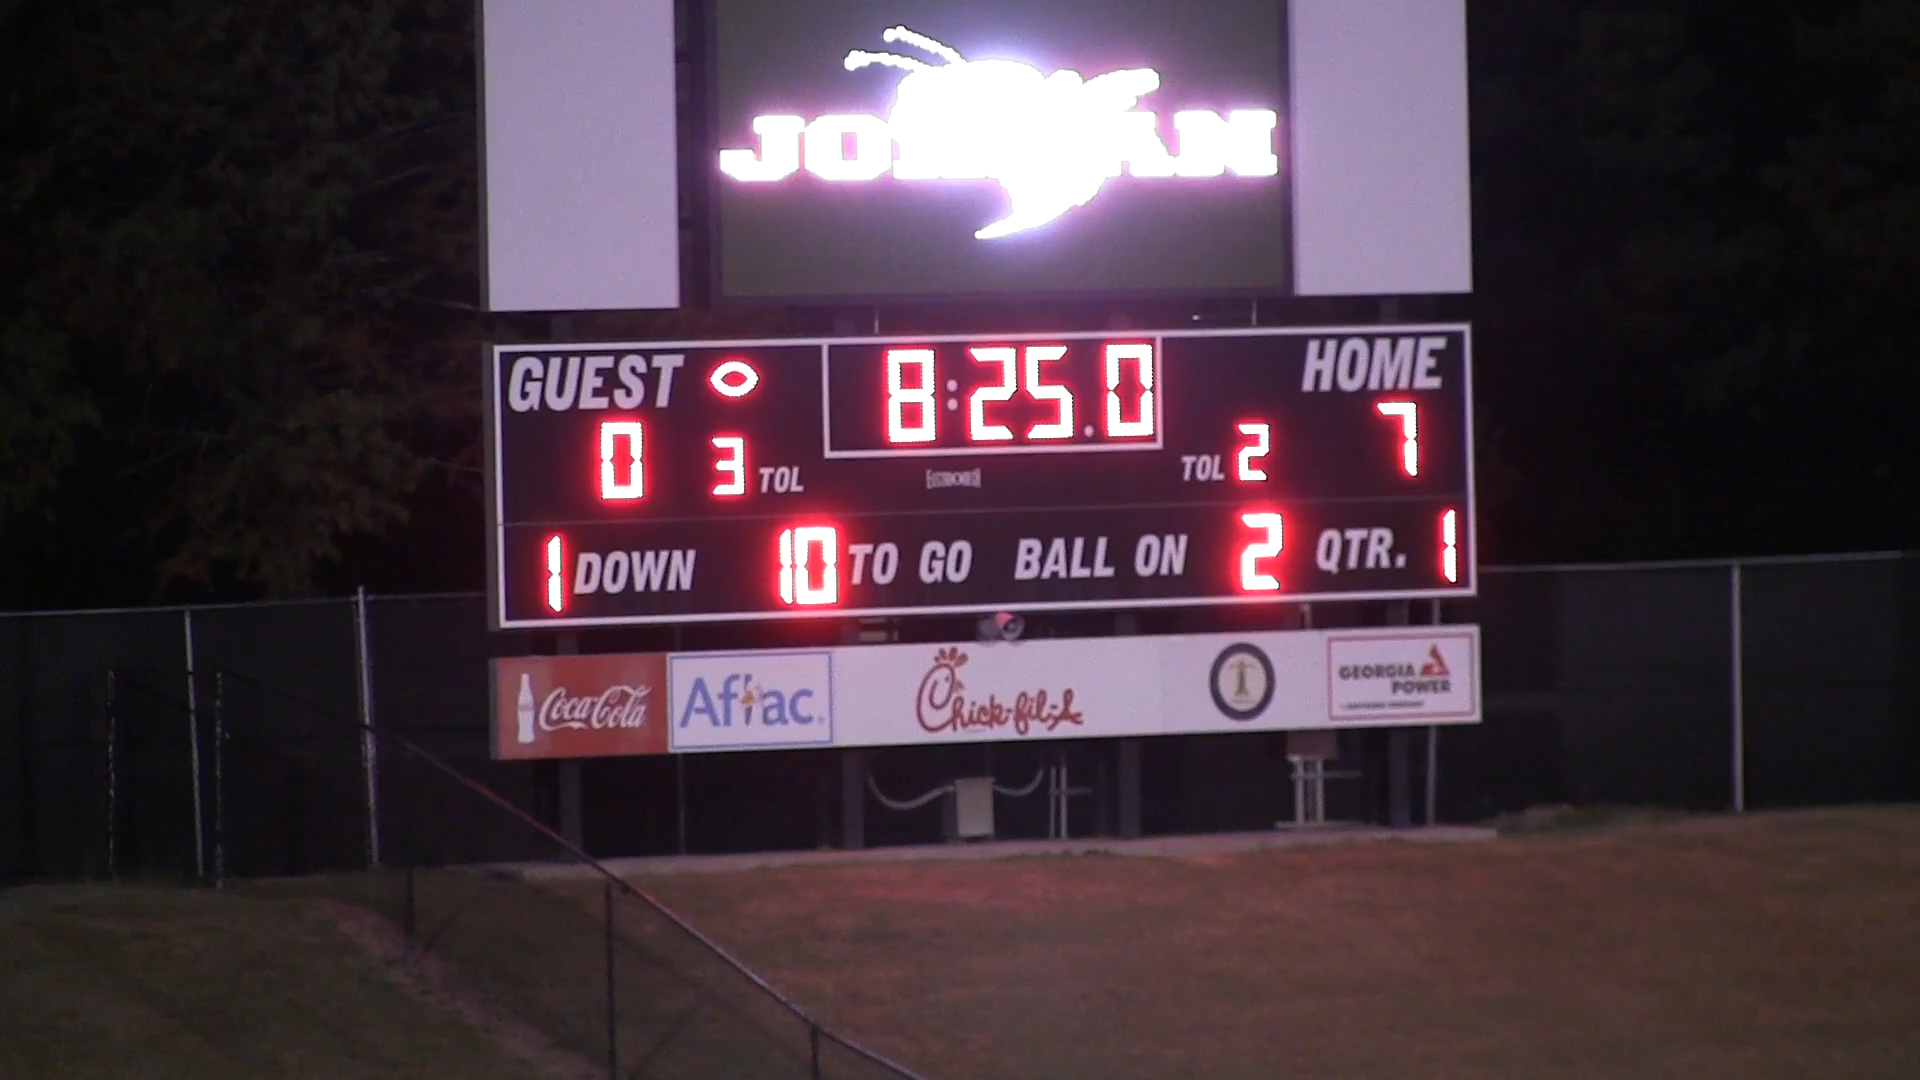 JORDAN
GUEST 8:25.0 HOME
0 3 TOL TOL 2 7
1 DOWN 10 TO GO BALL ON 2 QTR. 1
Coca-Cola Aflac Chick-fil-A GEORGIA POWER